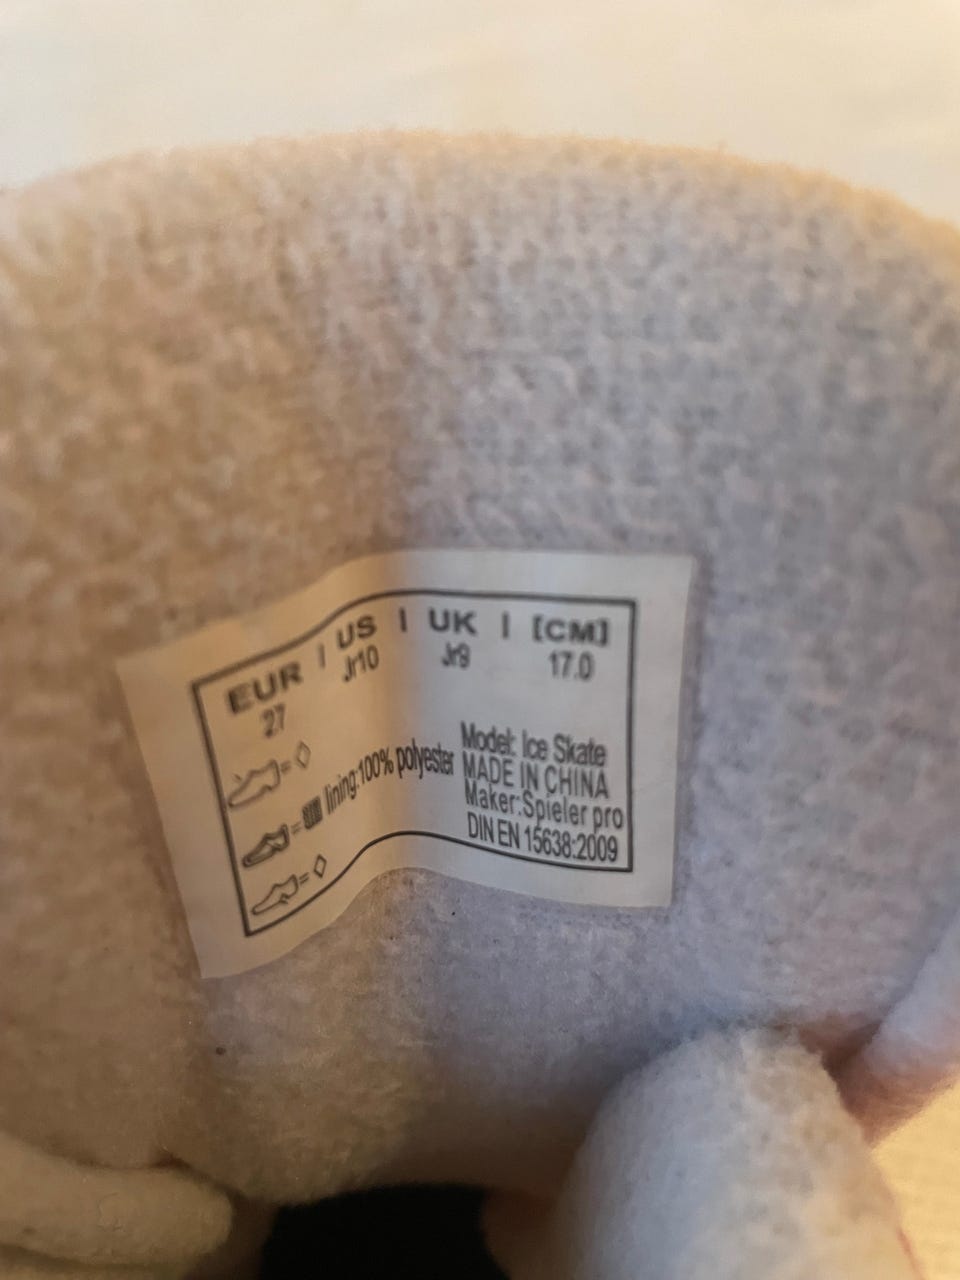 EUR | US | UK | [CM]
27 Jr10 Jr9 17.0
lining:100% polyester
Model: Ice Skate
MADE IN CHINA
Maker:Spieler pro
DIN EN 15638:2009